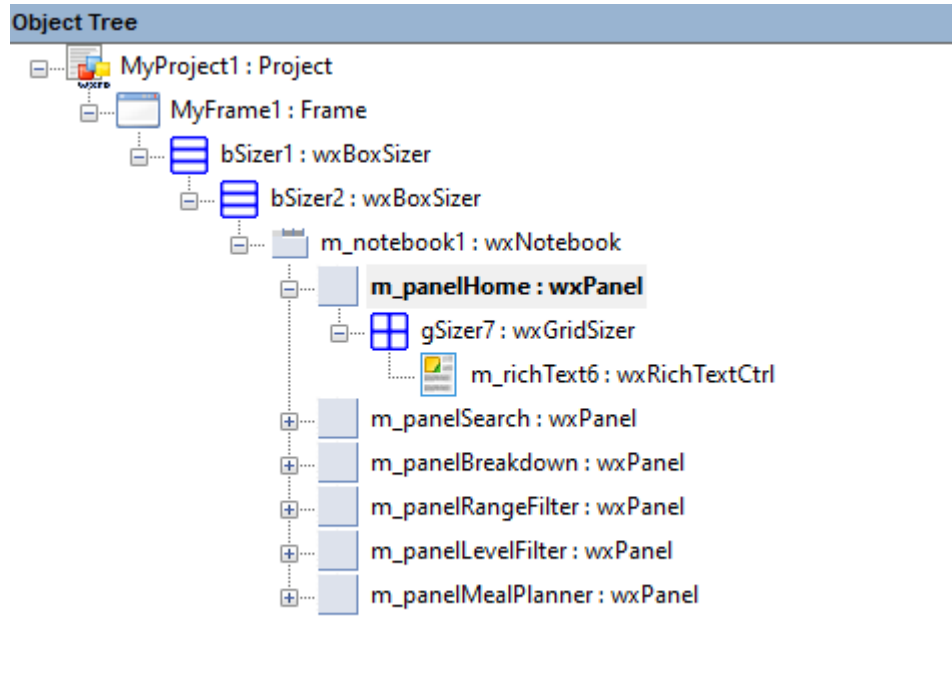 Object Tree
MyProject1 : Project
MyFrame1 : Frame
bSizer1 : wxBoxSizer
bSizer2 : wxBoxSizer
m_notebook1 : wxNotebook
m_panelHome : wxPanel
gSizer7 : wxGridSizer
m_richText6 : wxRichTextCtrl
m_panelSearch : wxPanel
m_panelBreakdown : wxPanel
m_panelRangeFilter : wxPanel
m_panelLevelFilter : wxPanel
m_panelMealPlanner : wxPanel